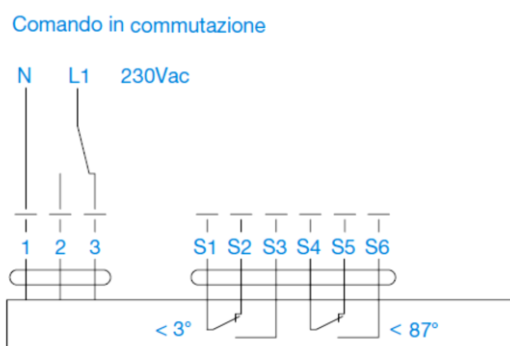 Comando in commutazione
N L1 230Vac
1 2 3 S1 S2 S3 S4 S5 S6
< 3° < 87°